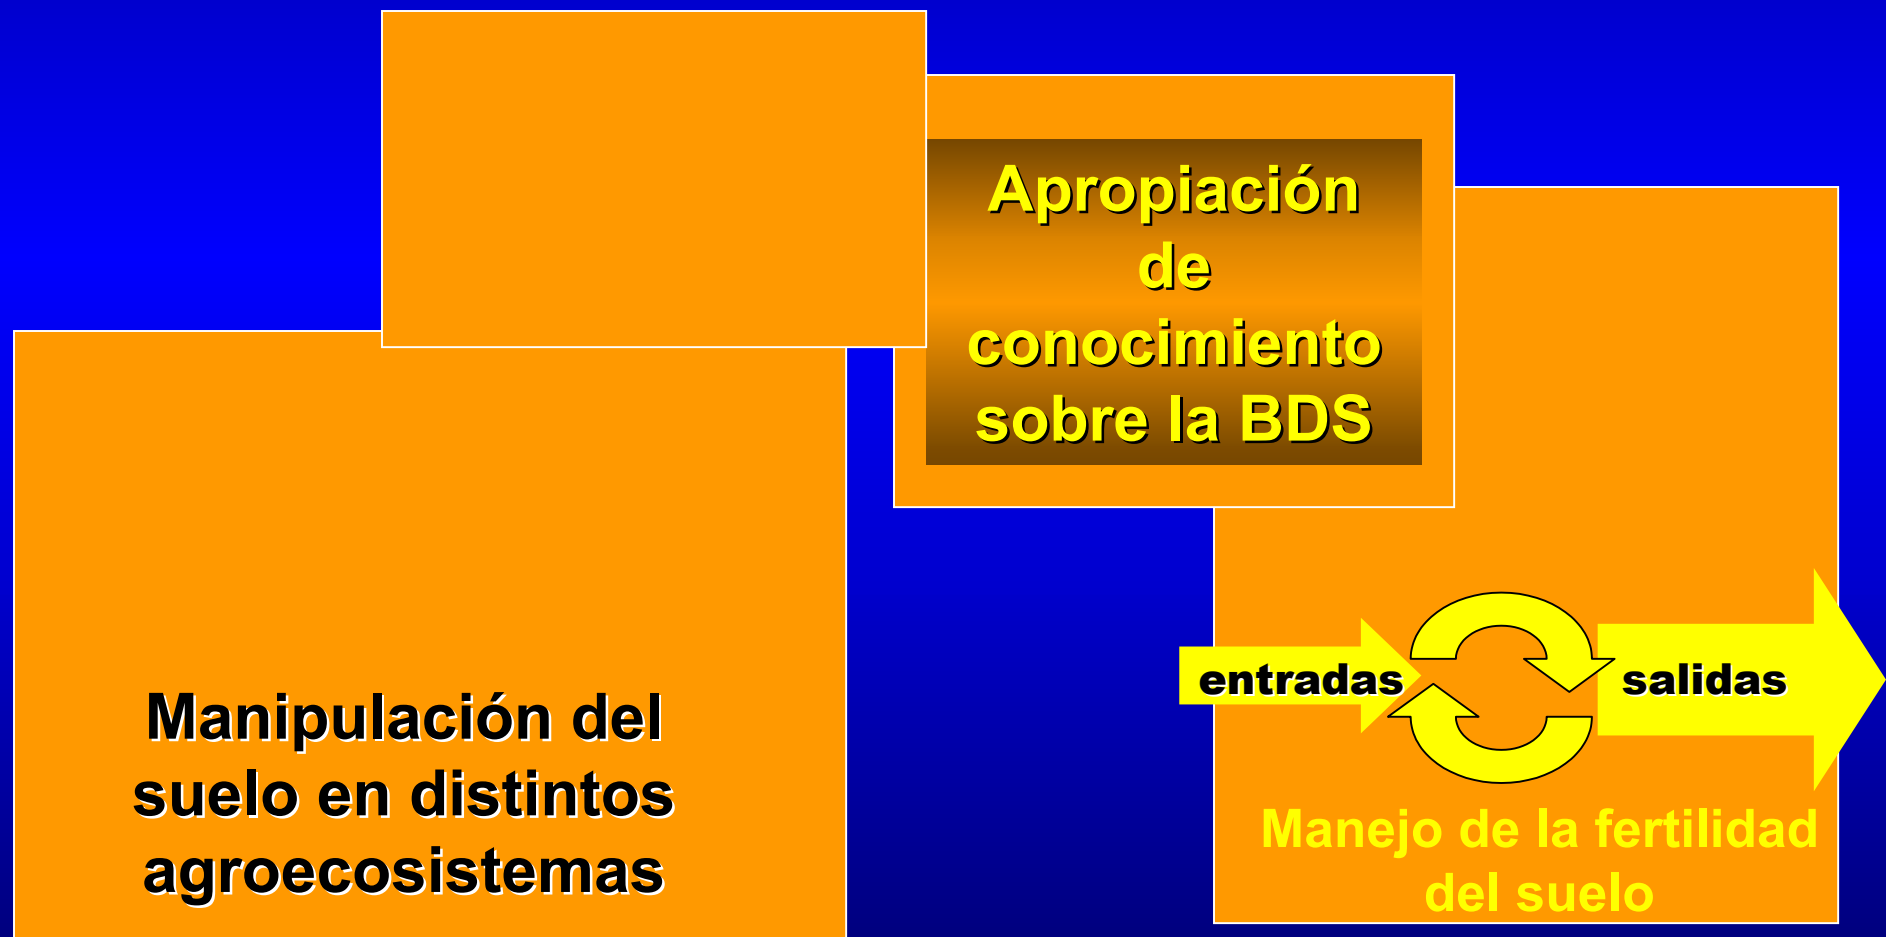 Apropiación
de
conocimiento
sobre la BDS
Manipulación del
suelo en distintos
agroecosistemas
entradas
salidas
Manejo de la fertilidad
del suelo